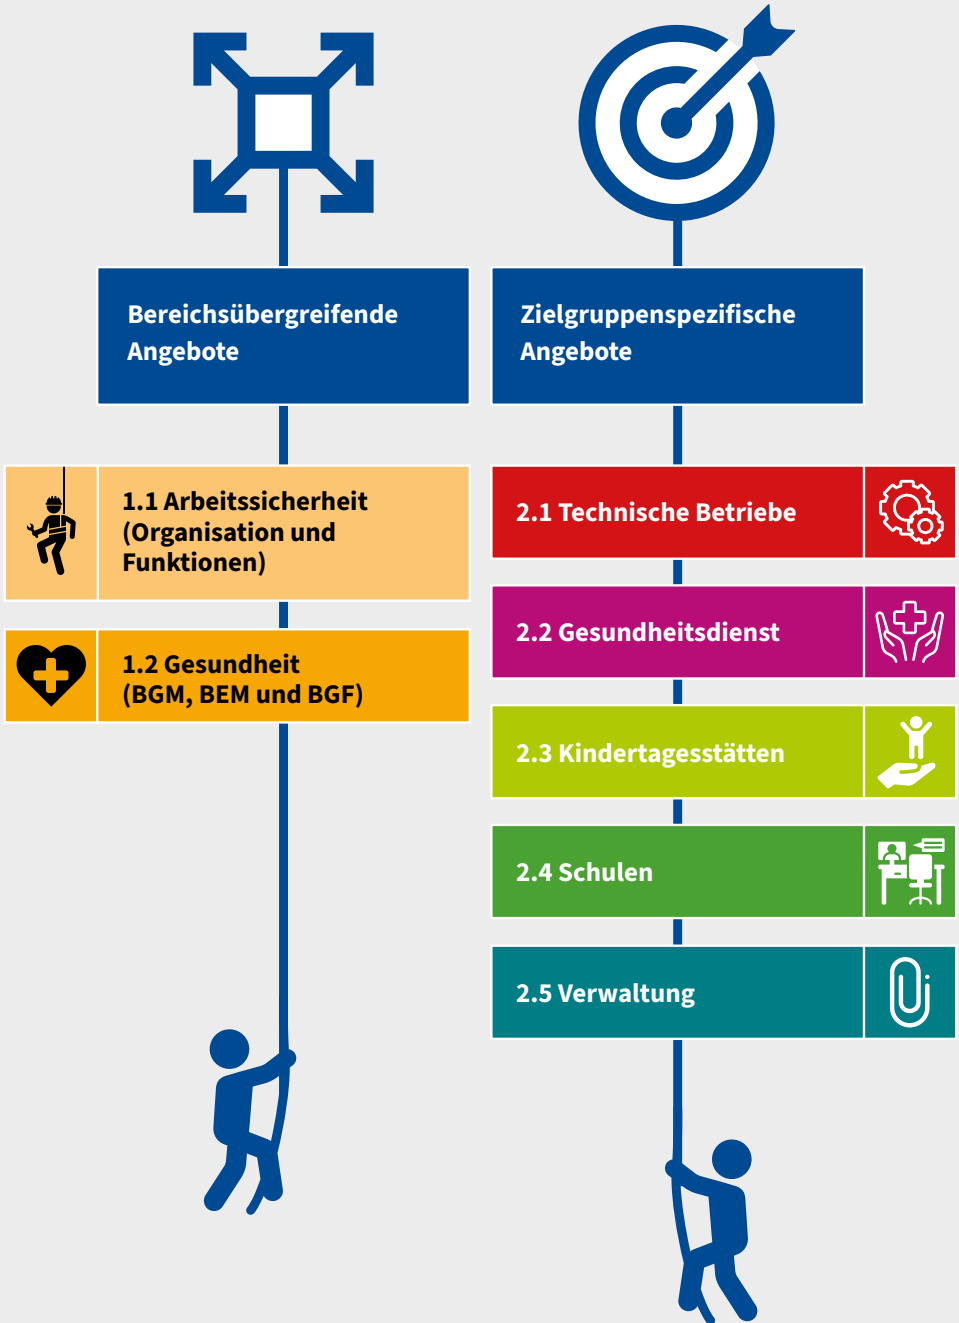 Bereichsübergreifende
Angebote
1.1 Arbeitssicherheit
(Organisation und
Funktionen)
1.2 Gesundheit
(BGM, BEM und BGF)
Zielgruppenspezifische
Angebote
2.1 Technische Betriebe
2.2 Gesundheitsdienst
2.3 Kindertagesstätten
2.4 Schulen
2.5 Verwaltung